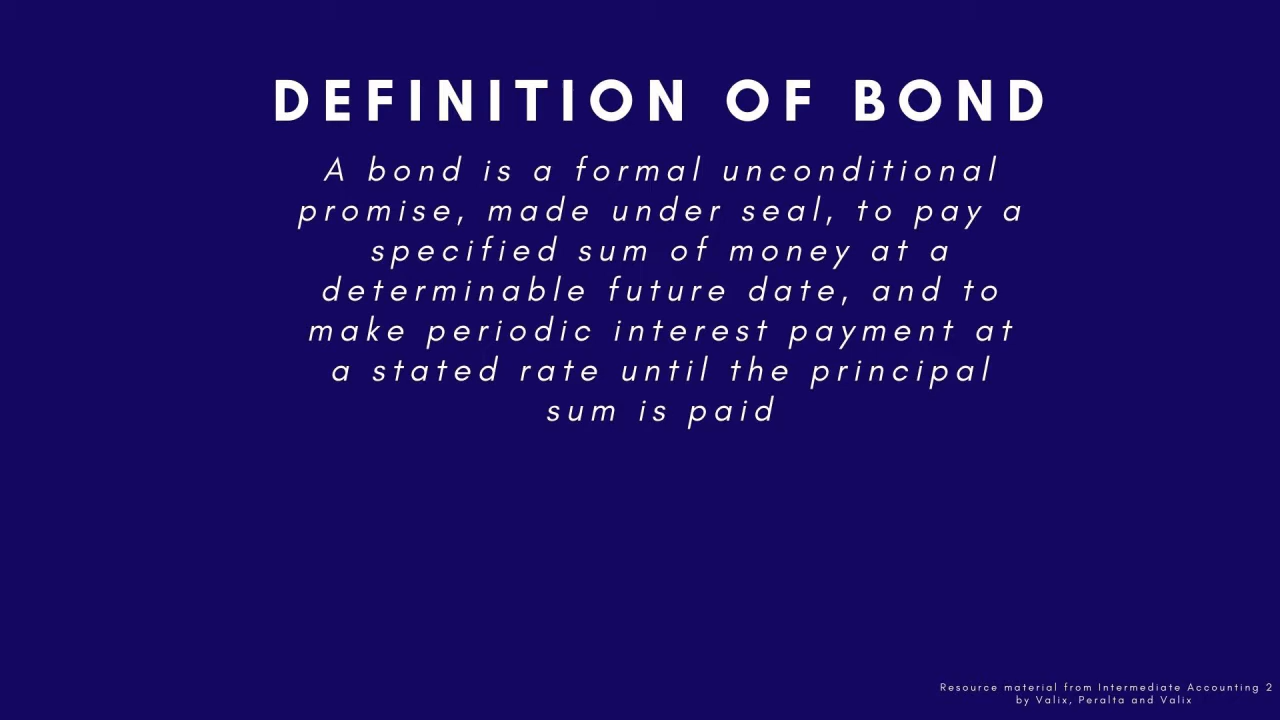 DEFINITION OF BOND
A bond is a formal unconditional
promise, made under seal, to pay a
specified sum of money at a
determinable future date, and to
make periodic interest payment at
a stated rate until the principal
sum is paid
Resource material from Intermediate Accounting 2
by Valix, Peralta and Valix